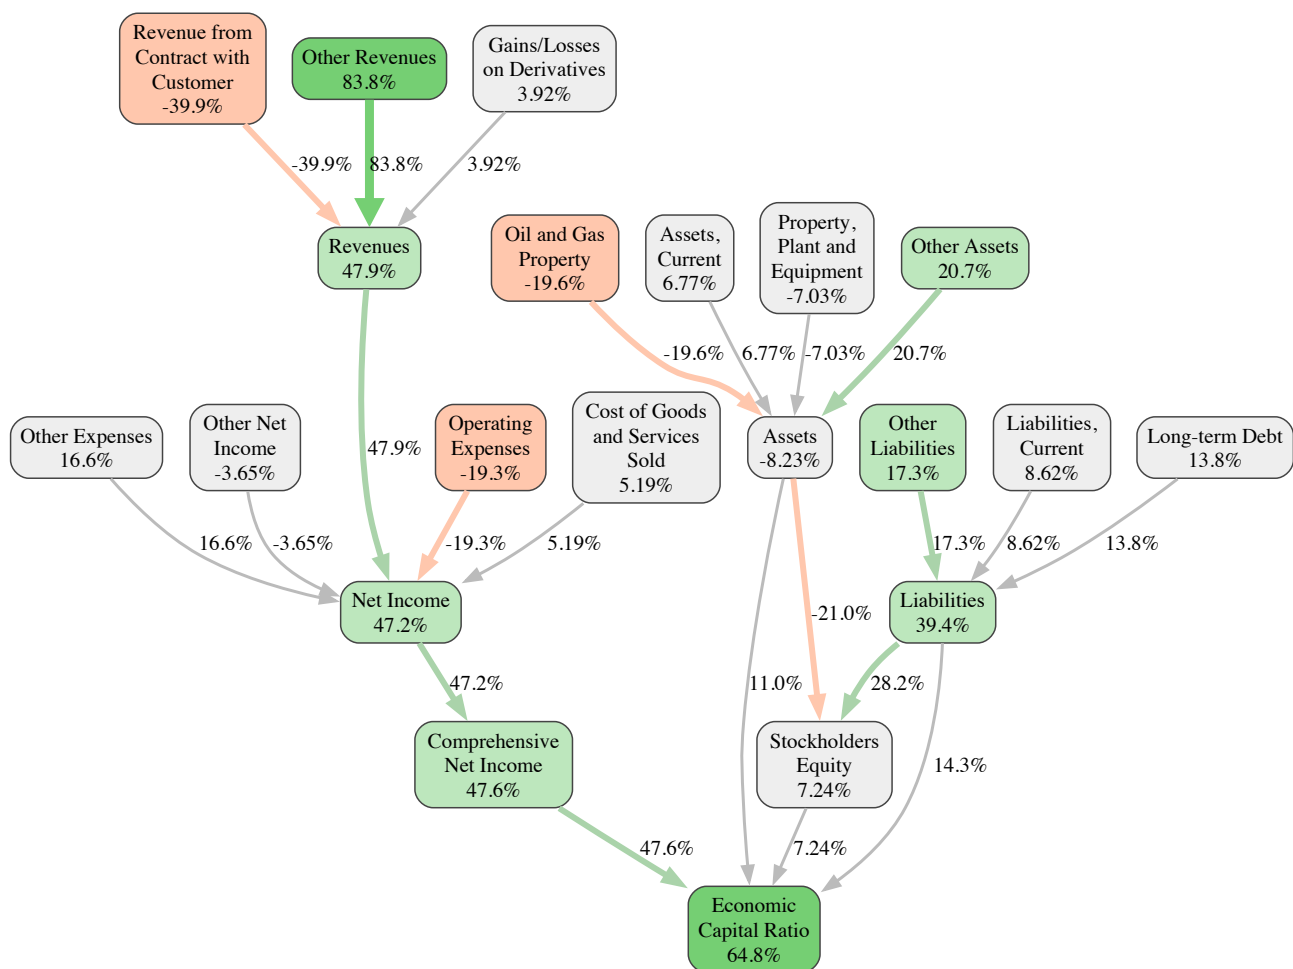 Revenue from
Contract with
Customer
-39.9%
Other Revenues
83.8%
Gains/Losses
on Derivatives
3.92%
-39.9%
83.8%
3.92%
Revenues
47.9%
Oil and Gas
Property
-19.6%
Assets,
Current
6.77%
Property,
Plant and
Equipment
-7.03%
Other Assets
20.7%
-19.6%
6.77%
-7.03%
20.7%
Other Expenses
16.6%
Other Net
Income
-3.65%
47.9%
Operating
Expenses
-19.3%
Cost of Goods
and Services
Sold
5.19%
Assets
-8.23%
Other
Liabilities
17.3%
Liabilities,
Current
8.62%
Long-term Debt
13.8%
16.6%
-3.65%
-19.3%
5.19%
17.3%
8.62%
13.8%
Net Income
47.2%
-21.0%
Liabilities
39.4%
47.2%
11.0%
28.2%
Comprehensive
Net Income
47.6%
Stockholders
Equity
7.24%
14.3%
47.6%
7.24%
Economic
Capital Ratio
64.8%